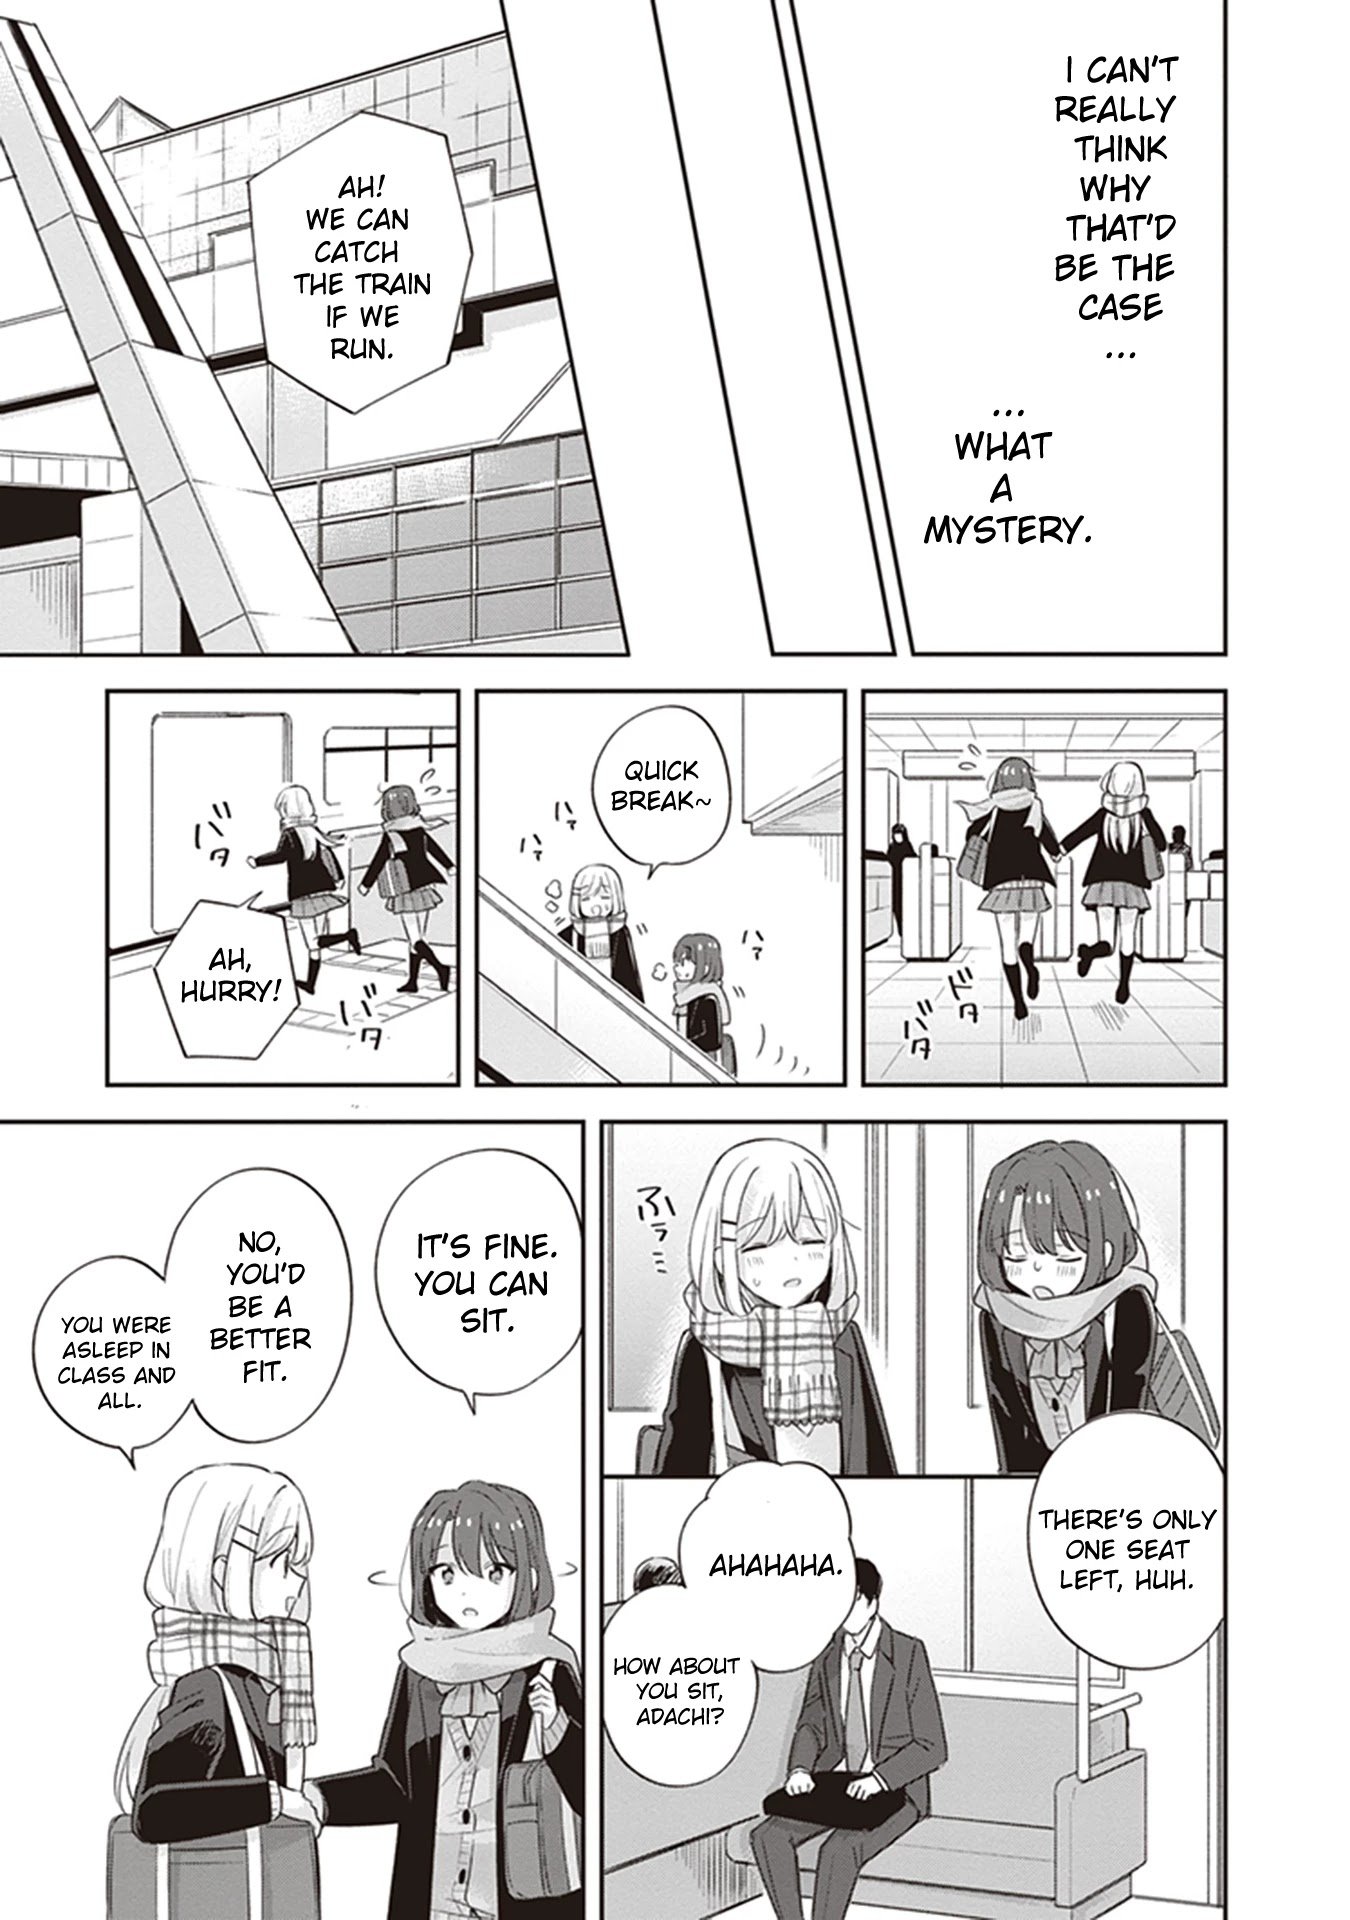 I CAN'T
REALLY
THINK
WHY
THAT'D
BE THE
CASE
...
...
WHAT
A
MYSTERY.
AH!
WE CAN
CATCH
THE TRAIN
IF WE
RUN.
ドタ
バタ
QUICK
BREAK~
ハァ
ハァ
ハァ
バタ
バタ
AH,
HURRY!
ふぅ…
THERE'S ONLY
ONE SEAT
LEFT, HUH.
AHAHAHA.
HOW ABOUT
YOU SIT,
ADACHI?
IT'S FINE.
YOU CAN
SIT.
NO,
YOU'D
BE A
BETTER
FIT.
YOU WERE
ASLEEP IN
CLASS AND
ALL.